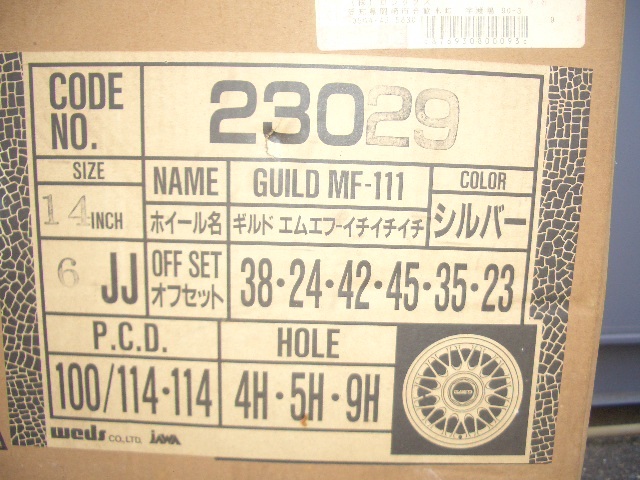 CODE NO. 23029
SIZE
14 INCH
NAME GUILD MF-111
ホイール名 ギルド エムエフ-イチイチイチ
COLOR
シルバー
6 JJ
OFF SET
オフセット
38・24・42・45・35・23
P.C.D.
100/114・114
HOLE
4H・5H・9H
weds CO.,LTD. JAWA